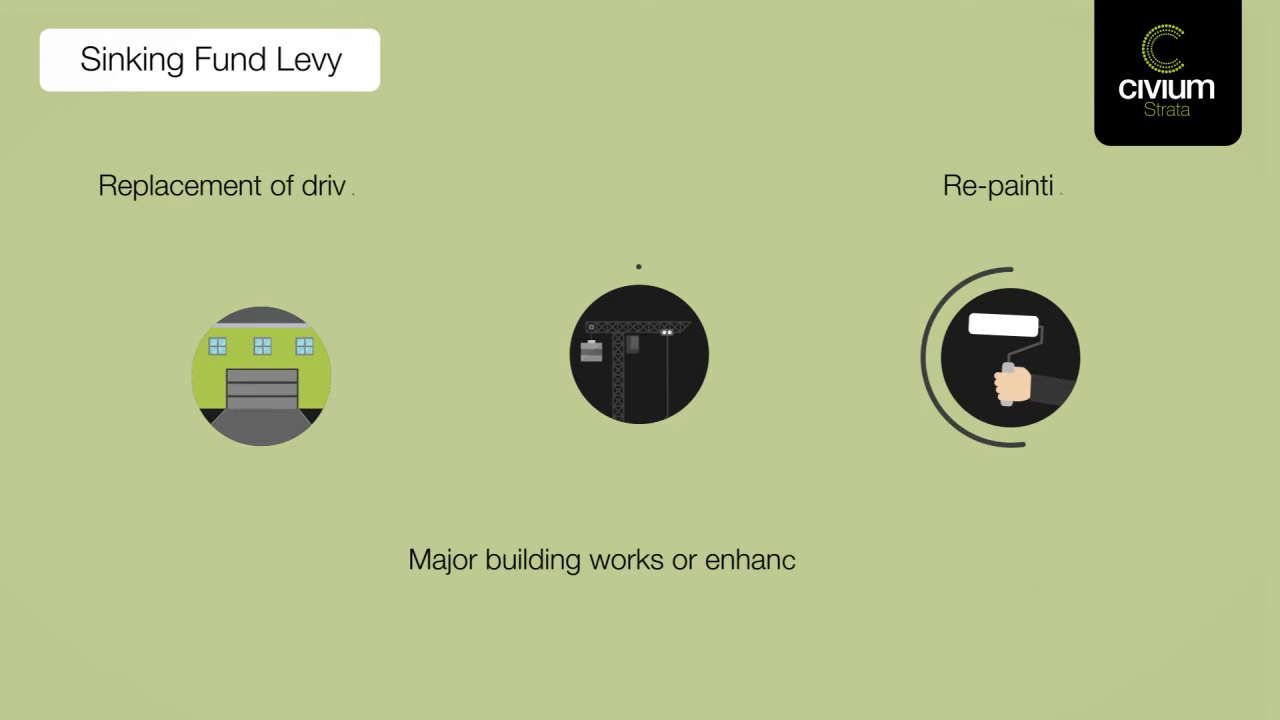 Sinking Fund Levy
CIVIUM
Strata
Replacement of driv
Re-painti
Major building works or enhanc